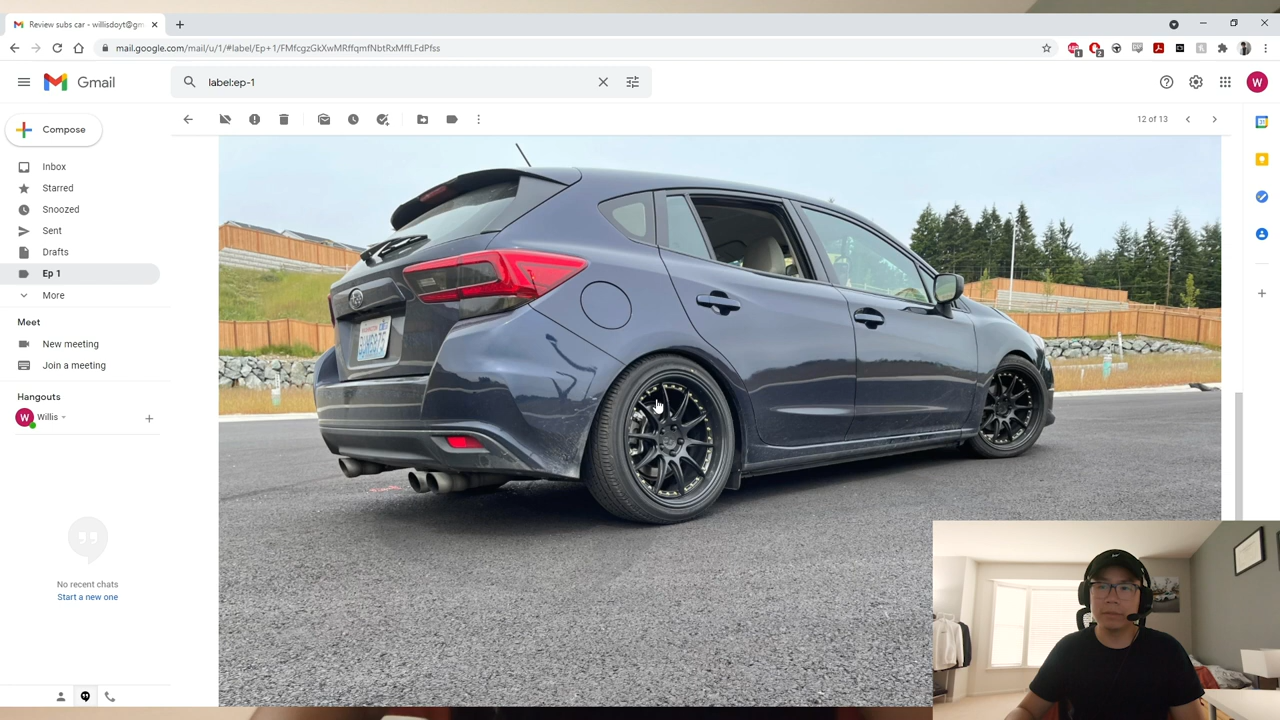 Review subs car - willisdoyt@gm
mail.google.com/mail/u/1/#label/Ep+1/FMfcgzGkXwMRffqmfNbtRxMffLFdPfss
1
2
Gmail
label:ep-1
W
Compose
12 of 13
Inbox
Starred
Snoozed
Sent
Drafts
Ep 1
More
Meet
New meeting
Join a meeting
Hangouts
W Willis
No recent chats
Start a new one